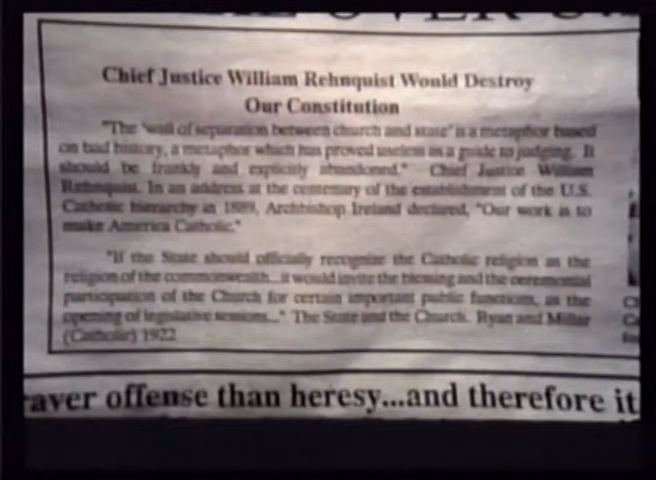 Chief Justice William Rehnquist Would Destroy
Our Constitution
"The 'wall of separation between church and state' is a metaphor based
on bad history, a metaphor which has proved useless as a guide to judging. It
should be frankly and explicitly abandoned." Chief Justice William
Rehnquist. In an address at the centenary of the establishment of the U.S.
Catholic hierarchy in 1889, Archbishop Ireland declared, "Our work is to
make America Catholic."
"If the State should officially recognize the Catholic religion as the
religion of the commonwealth...it would invite the blessing and the ceremonial
participation of the Church for certain important public functions, as the
opening of legislative sessions..." The State and the Church. Ryan and Millar
(Catholic) 1922
aver offense than heresy...and therefore it